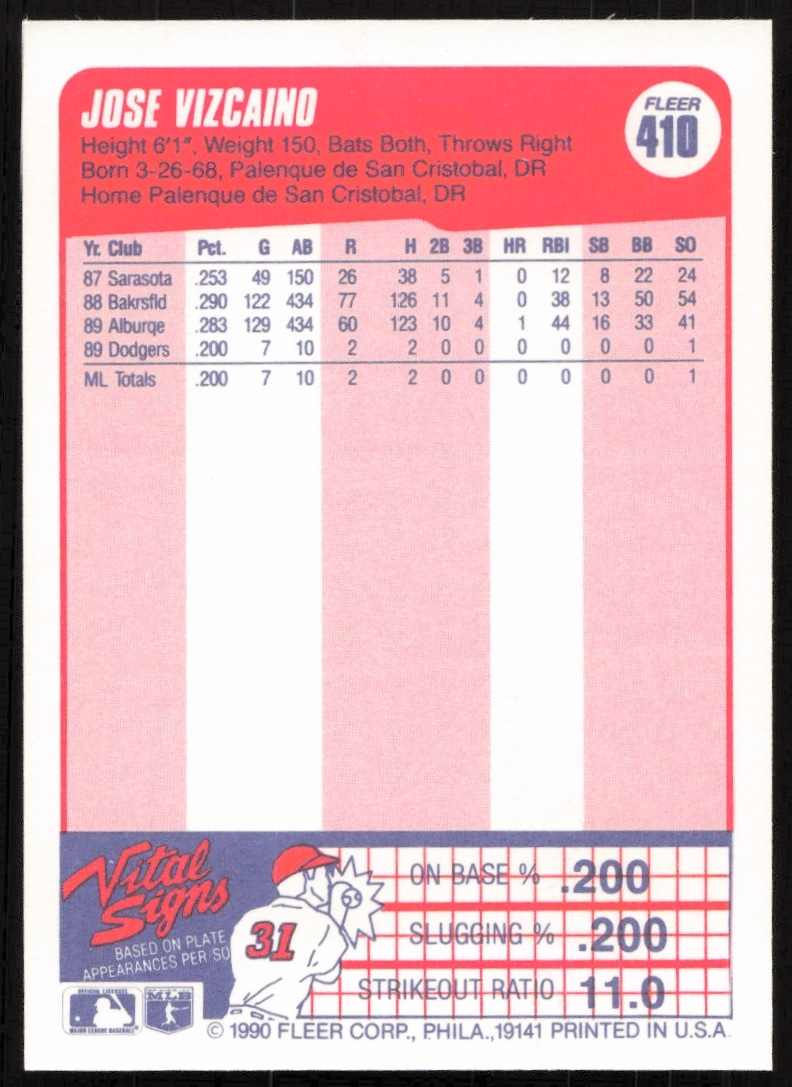 JOSE VIZCAINO
FLEER
410
Height 6'1", Weight 150, Bats Both, Throws Right
Born 3-26-68, Palenque de San Cristobal, DR
Home Palenque de San Cristobal, DR
Yr. Club Pct. G AB R H 2B 3B HR RBI SB BB SO
87 Sarasota .253 49 150 26 38 5 1 0 12 8 22 24
88 Bakrsfld .290 122 434 77 126 11 4 0 38 13 50 54
89 Alburqe .283 129 434 60 123 10 4 1 44 16 33 41
89 Dodgers .200 7 10 2 2 0 0 0 0 0 0 1
ML Totals .200 7 10 2 2 0 0 0 0 0 0 1
Vital
Signs
BASED ON PLATE
APPEARANCES PER SO
31
ON BASE % .200
SLUGGING % .200
STRIKEOUT RATIO 11.0
OFFICIAL LICENSEE
MAJOR LEAGUE BASEBALL
MLB
© 1990 FLEER CORP., PHILA.,19141 PRINTED IN U.S.A.